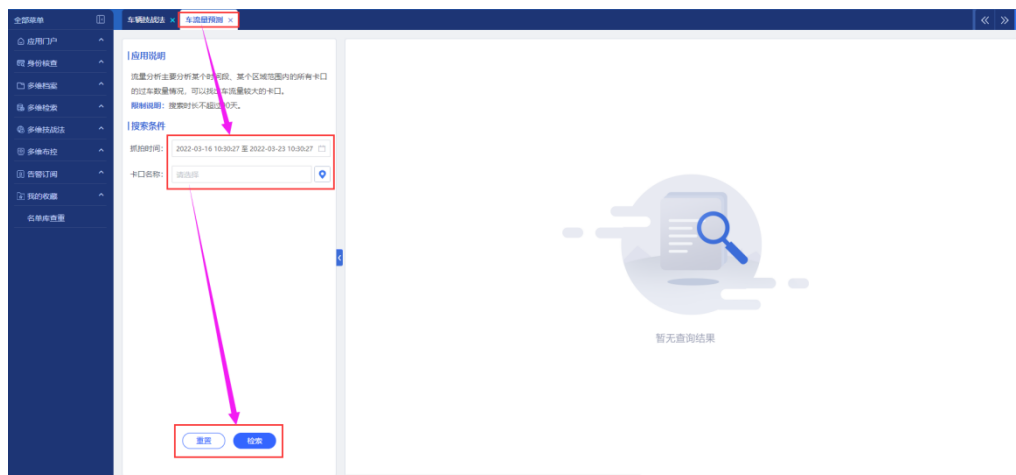 全部菜单
车辆技战法 ×
车流量预测 ×
应用门户
身份核查
多维档案
多维检索
多维技战法
多维布控
告警订阅
我的收藏
名单库查重
应用说明
流量分析主要分析某个时间段、某个区域范围内的所有卡口
的过车数量情况，可以找出车流量较大的卡口。
限制说明：搜索时长不超过90天。
搜索条件
抓拍时间： 2022-03-16 10:30:27 至 2022-03-23 10:30:27
卡口名称： 请选择
重置
检索
暂无查询结果